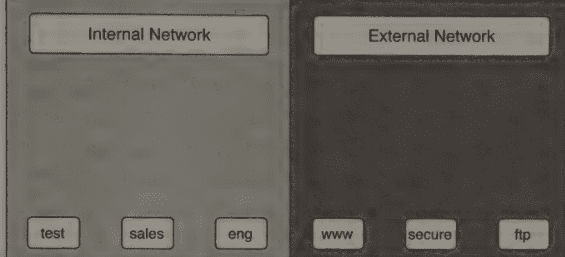 Internal Network
External Network
test
sales
eng
www
secure
ftp